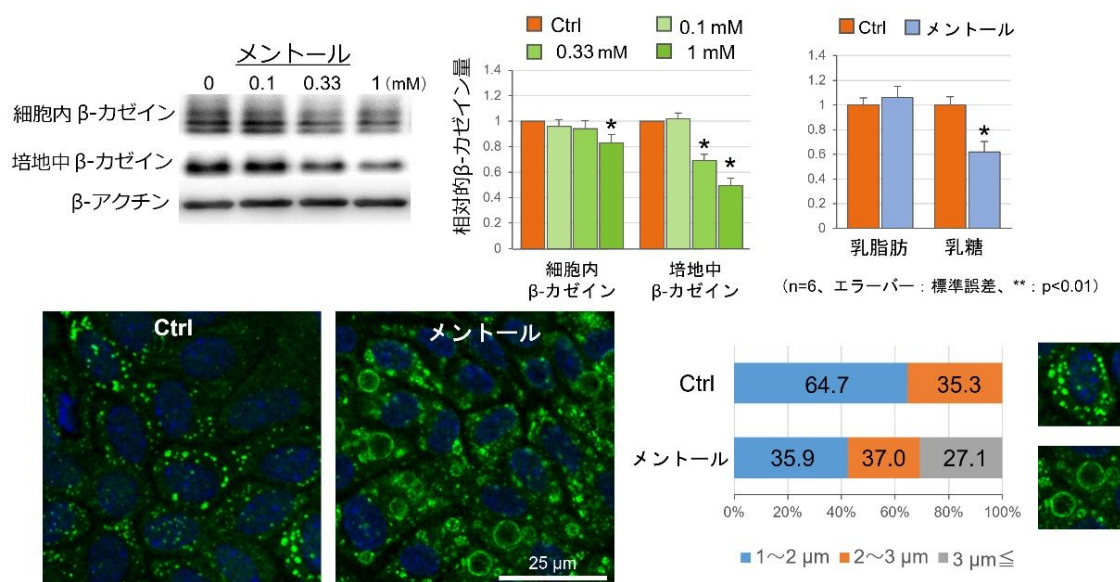 メントール
0 0.1 0.33 1 (mM)
細胞内 β-カゼイン
培地中 β-カゼイン
β-アクチン
Ctrl 0.1 mM
0.33 mM 1 mM
相対的β-カゼイン量
1.4
1.2
1
0.8
0.6
0.4
0.2
0
*
*
*
細胞内
β-カゼイン
培地中
β-カゼイン
Ctrl メントール
1.4
1.2
1
0.8
0.6
0.4
0.2
0
*
乳脂肪 乳糖
(n=6、エラーバー:標準誤差、**:p<0.01)
Ctrl
メントール
25 μm
Ctrl 64.7 35.3
メントール 35.9 37.0 27.1
0% 20% 40% 60% 80% 100%
1~2 μm 2~3 μm 3 μm≦